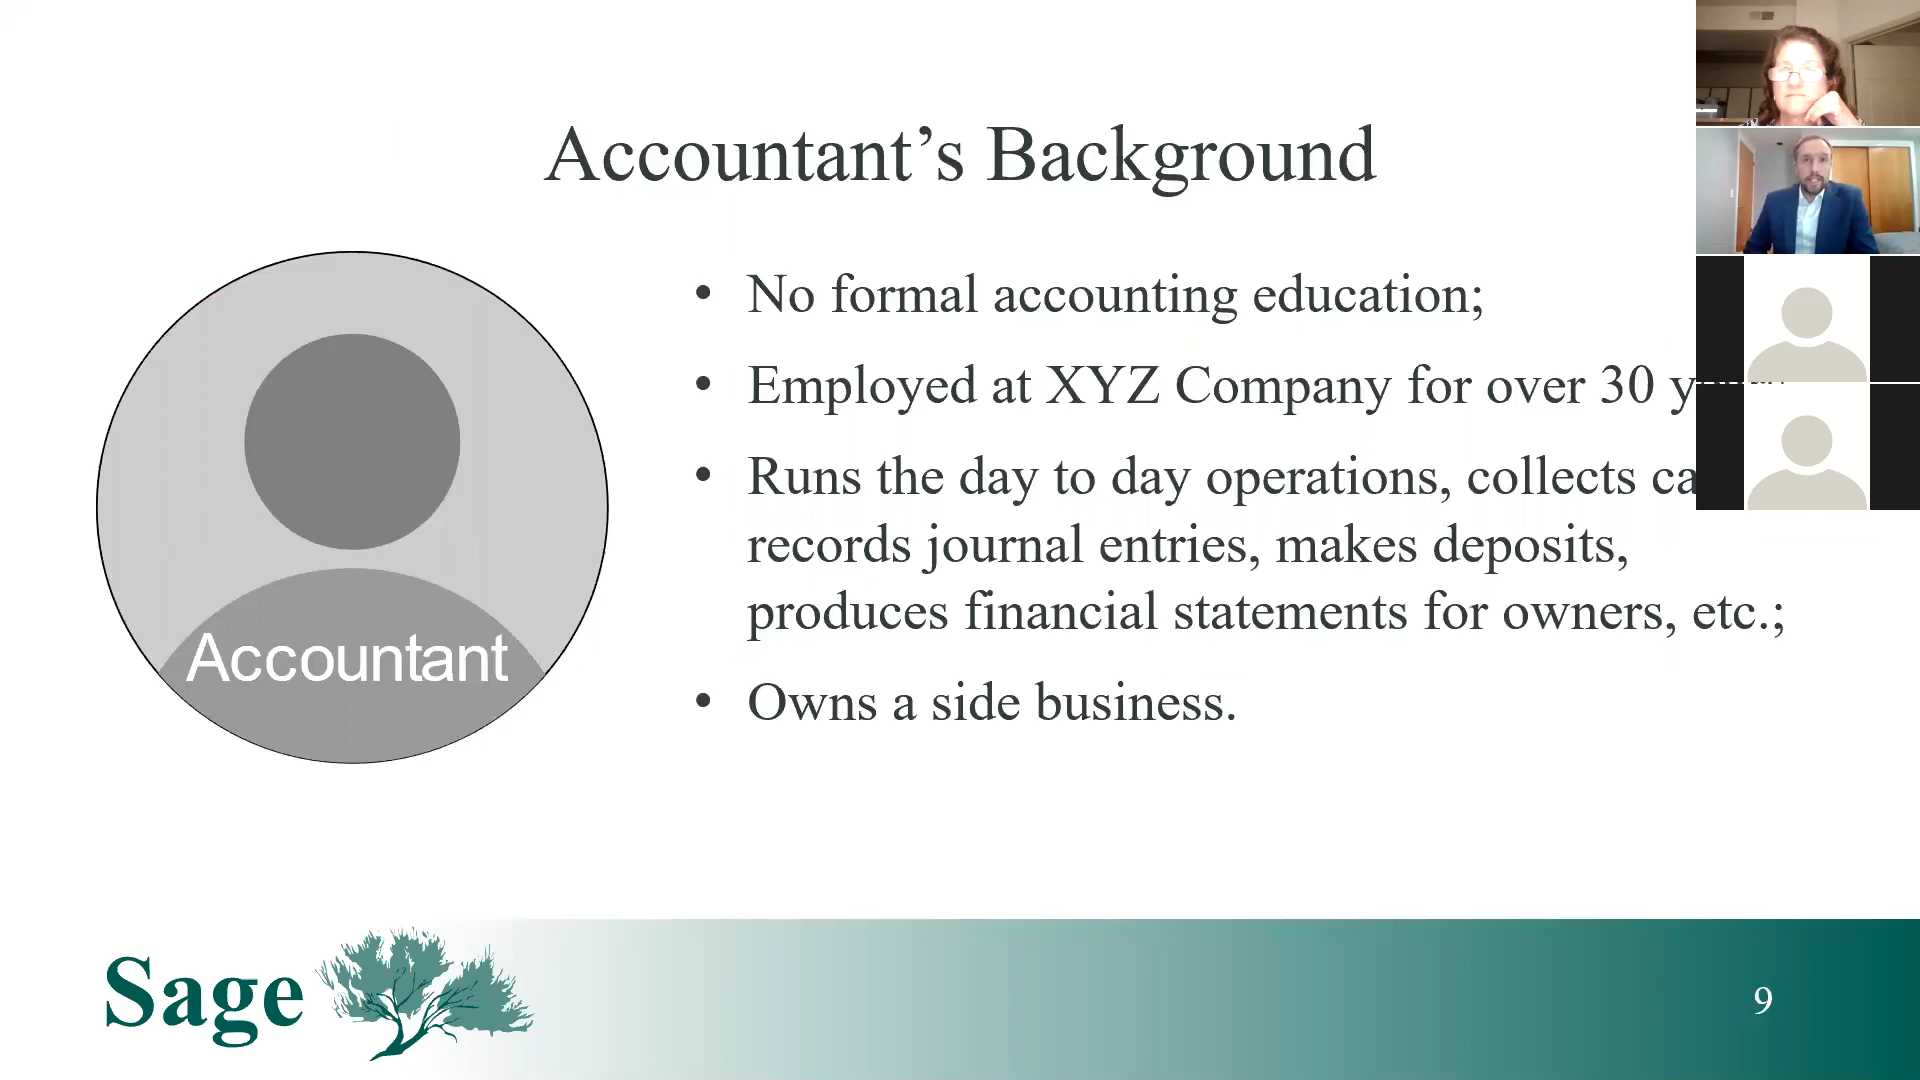 Accountant’s Background
• No formal accounting education;
• Employed at XYZ Company for over 30
• Runs the day to day operations, collects
records journal entries, makes deposits,
produces financial statements for owners, etc.;
• Owns a side business.
Accountant
Sage
9